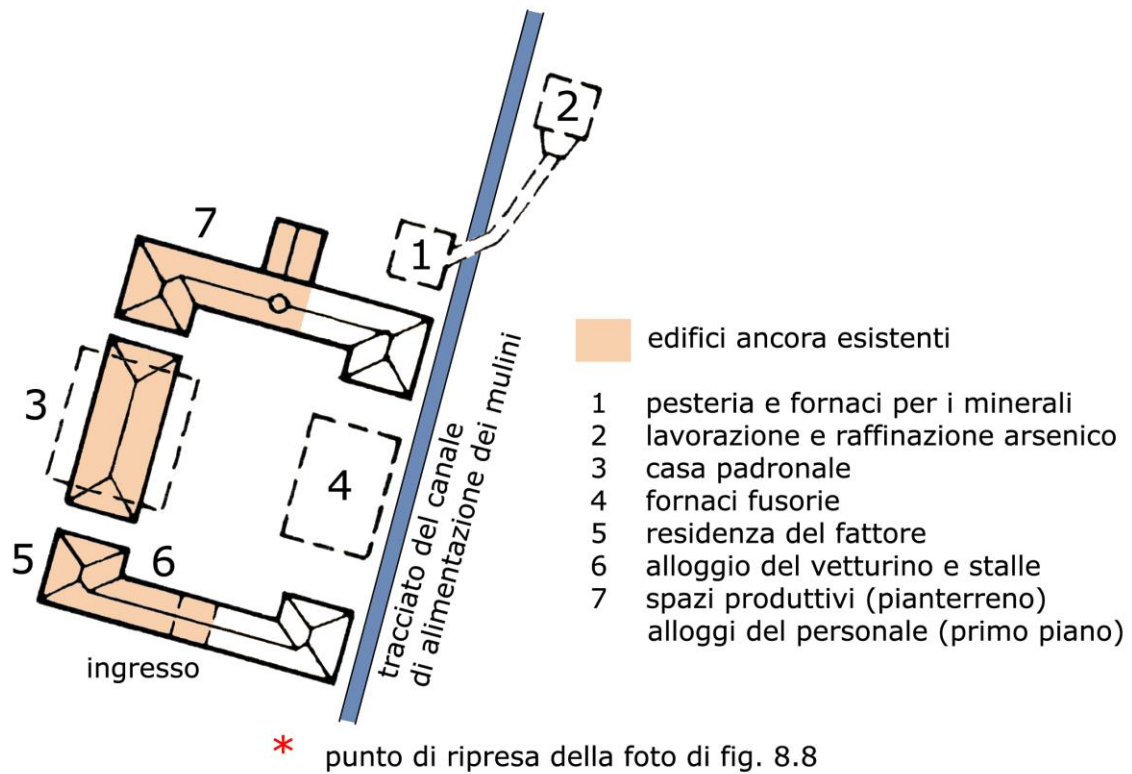 2
7
1
3
4
5
6
ingresso
tracciato del canale
di alimentazione dei mulini
edifici ancora esistenti
1 pesteria e fornaci per i minerali
2 lavorazione e raffinazione arsenico
3 casa padronale
4 fornaci fusorie
5 residenza del fattore
6 alloggio del vetturino e stalle
7 spazi produttivi (pianterreno)
alloggi del personale (primo piano)
* punto di ripresa della foto di fig. 8.8